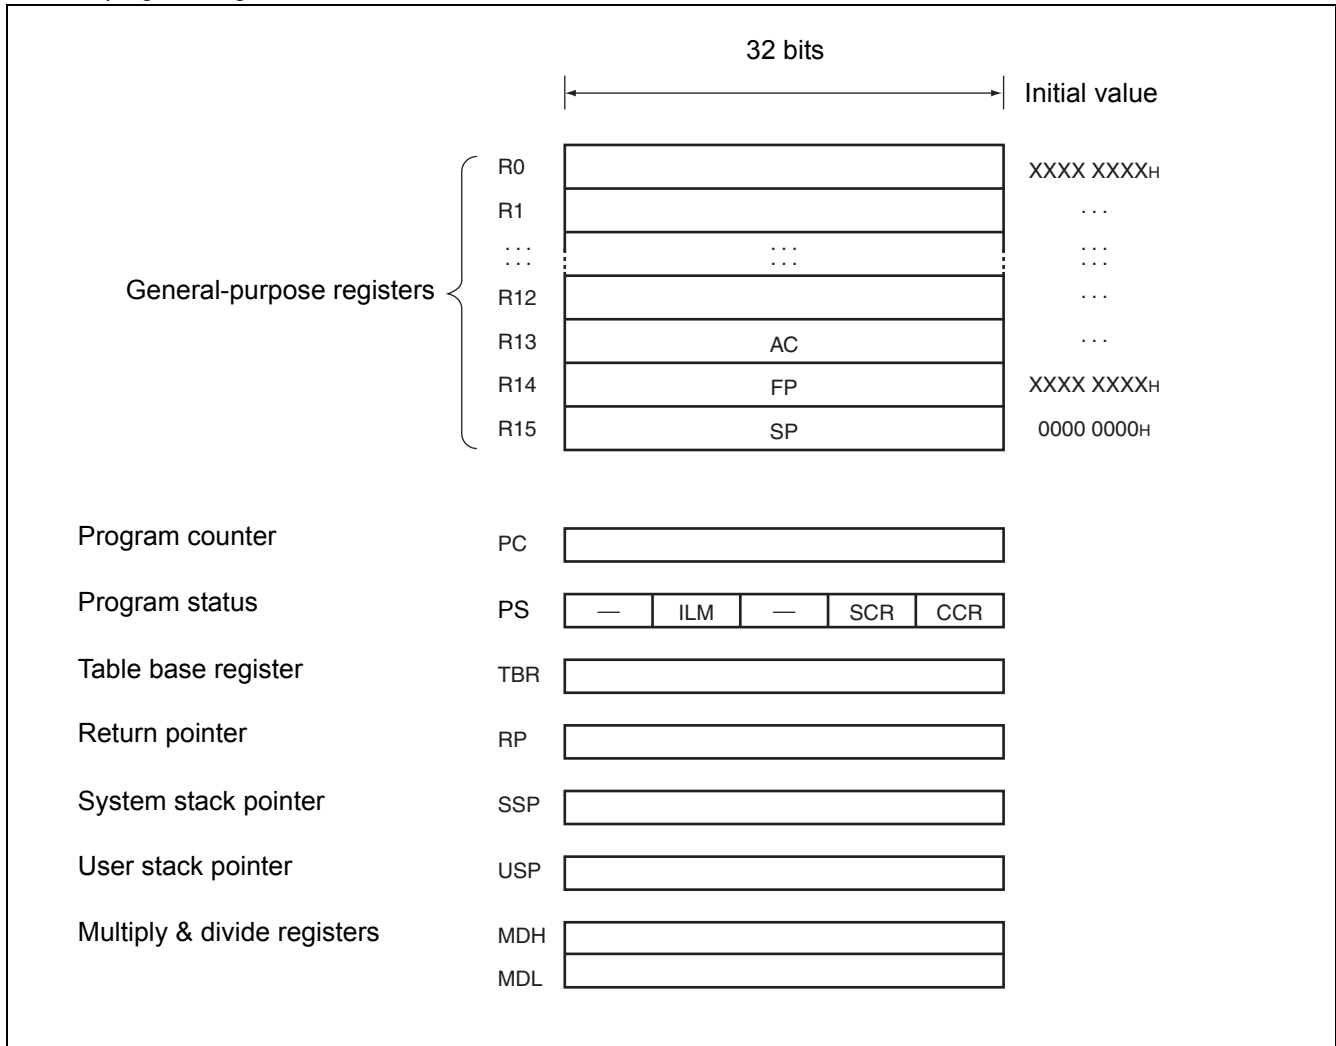 32 bits
Initial value
R0 XXXX XXXXH
R1 . . .
. . . . . . . . .
. . . . . . . . .
General-purpose registers
R12 . . .
R13 AC . . .
R14 FP XXXX XXXXH
R15 SP 0000 0000H
Program counter PC
Program status PS — ILM — SCR CCR
Table base register TBR
Return pointer RP
System stack pointer SSP
User stack pointer USP
Multiply & divide registers MDH
MDL